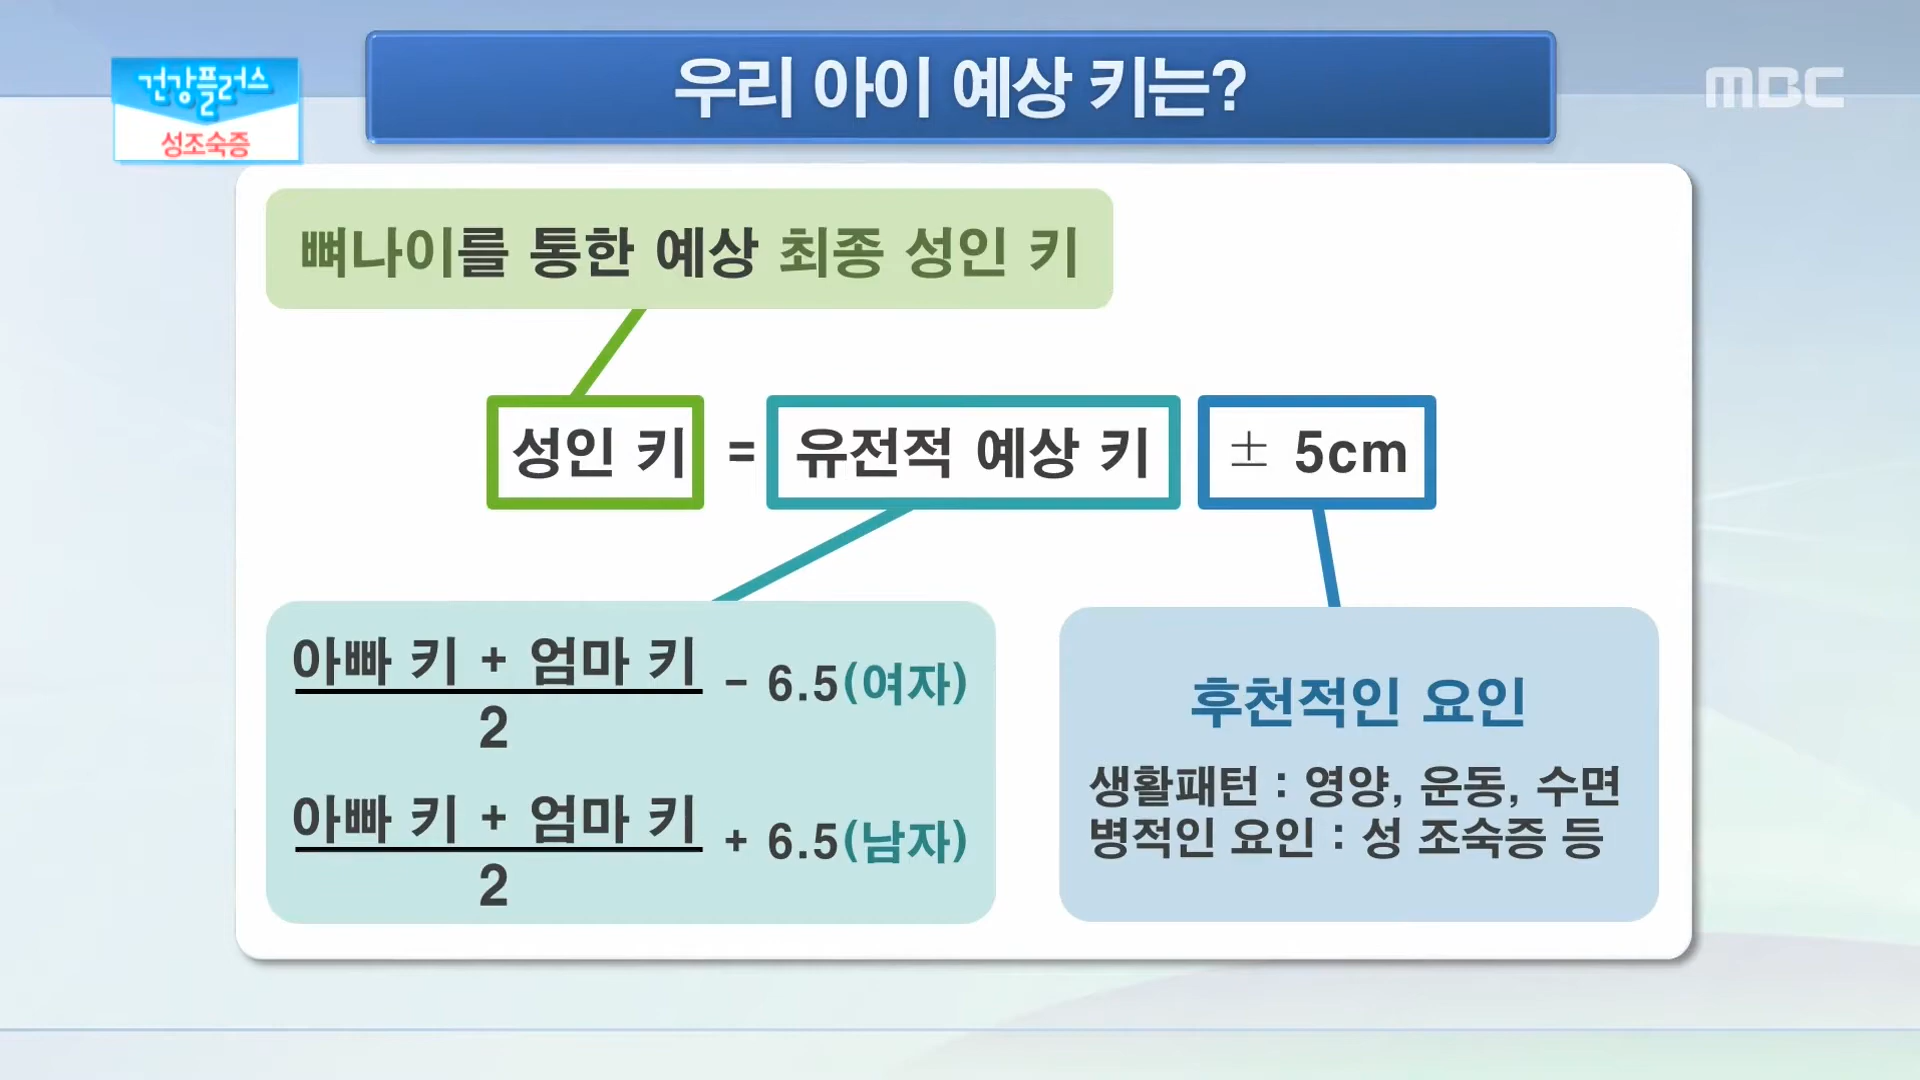 건강플러스
성조숙증
우리 아이 예상 키는?
MBC
뼈나이를 통한 예상 최종 성인 키
성인 키 = 유전적 예상 키 ± 5cm
아빠 키 + 엄마 키
2
- 6.5(여자)
아빠 키 + 엄마 키
2
+ 6.5(남자)
후천적인 요인
생활패턴 : 영양, 운동, 수면
병적인 요인 : 성 조숙증 등